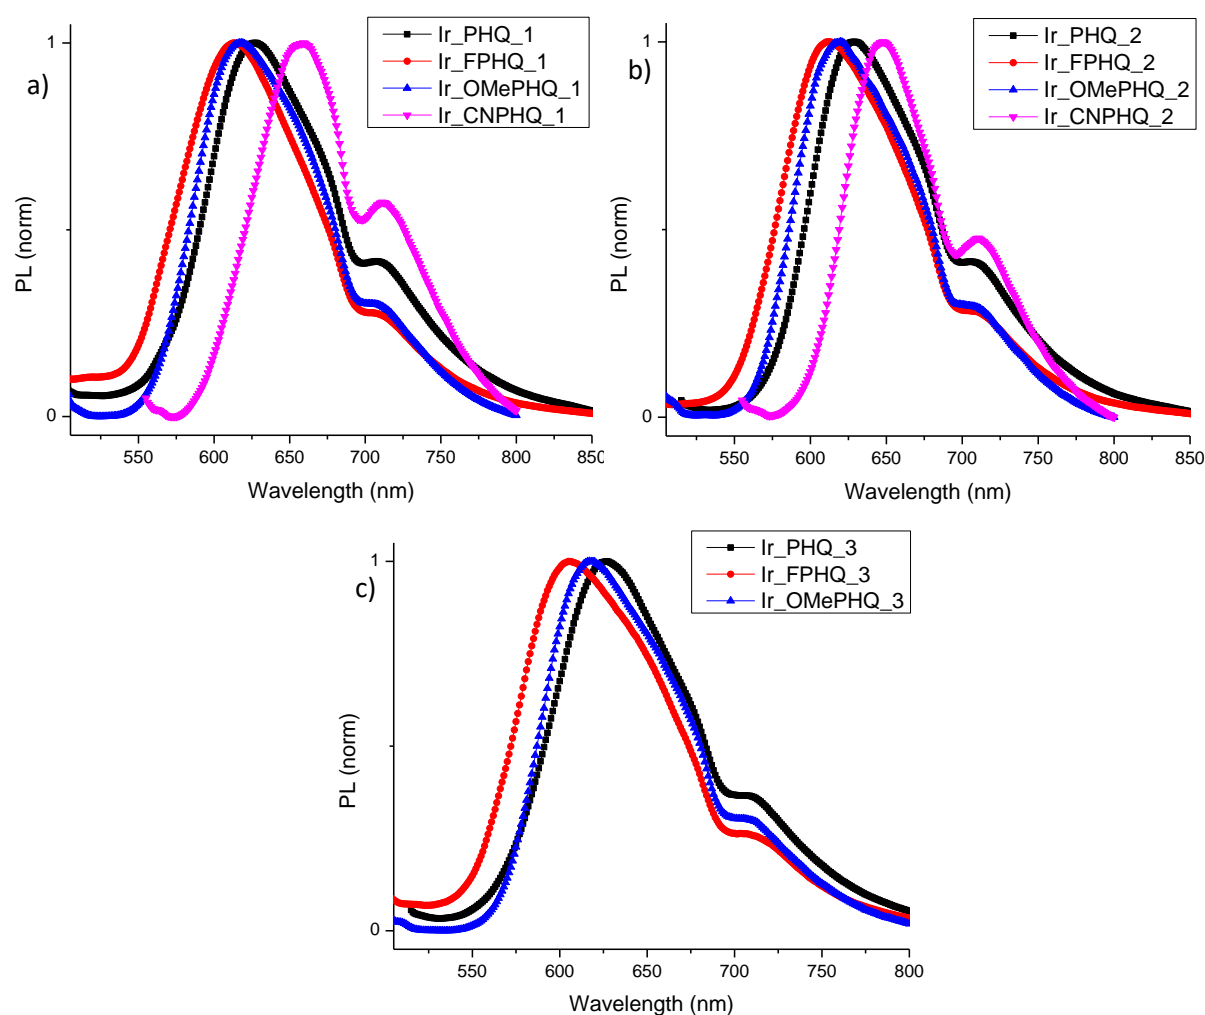 a)
Ir_PHQ_1
Ir_FPHQ_1
Ir_OMePHQ_1
Ir_CNPHQ_1
1
0
PL (norm)
550 600 650 700 750 800 850
Wavelength (nm)
b)
Ir_PHQ_2
Ir_FPHQ_2
Ir_OMePHQ_2
Ir_CNPHQ_2
1
0
PL (norm)
550 600 650 700 750 800 850
Wavelength (nm)
c)
Ir_PHQ_3
Ir_FPHQ_3
Ir_OMePHQ_3
1
0
PL (norm)
550 600 650 700 750 800
Wavelength (nm)